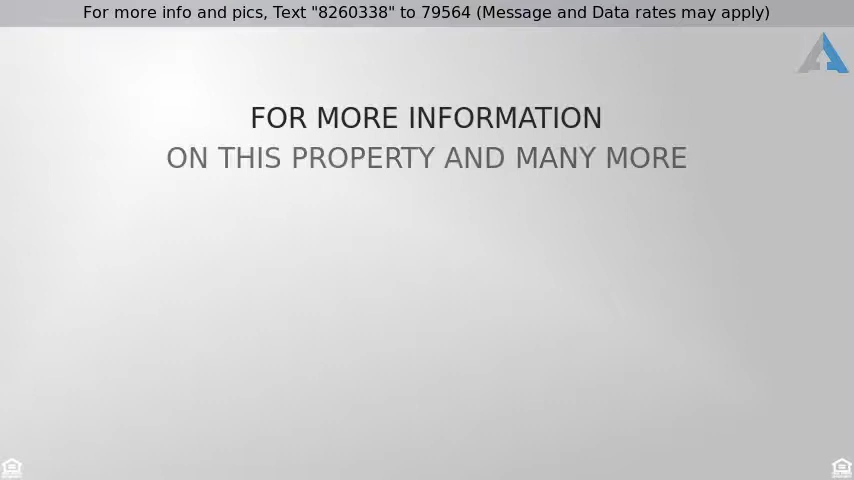 For more info and pics, Text "8260338" to 79564 (Message and Data rates may apply)
FOR MORE INFORMATION
ON THIS PROPERTY AND MANY MORE